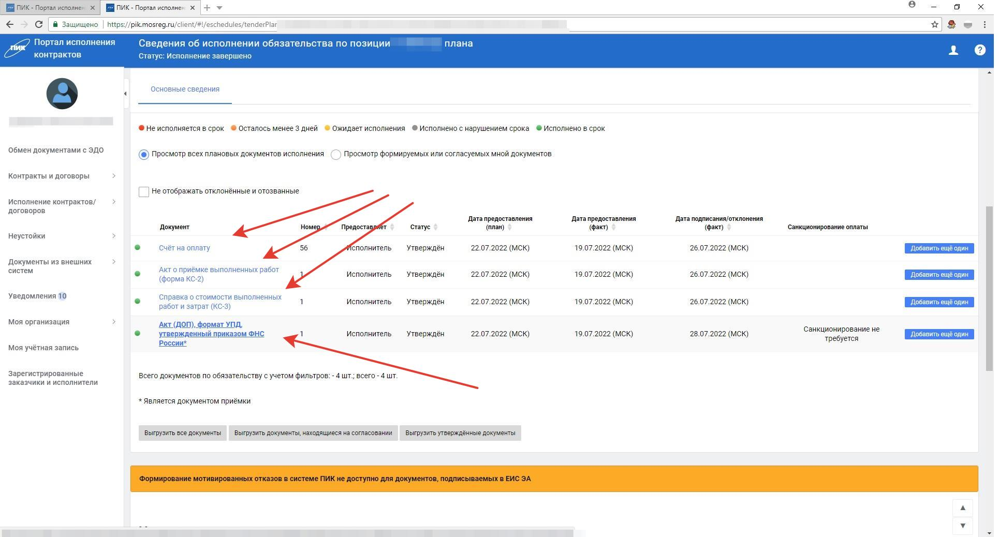 ПИК - Портал исполнен
ПИК - Портал исполнен
Защищено
https://pik.mosreg.ru/client/#!/eschedules/tenderPlan
ПИК
Портал исполнения
контрактов
Сведения об исполнении обязательства по позиции плана
Статус: Исполнение завершено
Основные сведения
Не исполняется в срок Осталось менее 3 дней Ожидает исполнения Исполнено с нарушением срока Исполнено в срок
Просмотр всех плановых документов исполнения Просмотр формируемых или согласуемых мной документов
Не отображать отклонённые и отозванные
Обмен документами с ЭДО
Контракты и договоры
Исполнение контрактов/
договоров
Неустойки
Документы из внешних
систем
Уведомления 10
Моя организация
Моя учётная запись
Зарегистрированные
заказчики и исполнители
Документ Номер Предоставляет Статус Дата предоставления (план) Дата предоставления (факт) Дата подписания/отклонения (факт) Санкционирование оплаты
Счёт на оплату 56 Исполнитель Утверждён 22.07.2022 (МСК) 19.07.2022 (МСК) 26.07.2022 (МСК) Добавить ещё один
Акт о приёмке выполненных работ
(форма КС-2) 1 Исполнитель Утверждён 22.07.2022 (МСК) 19.07.2022 (МСК) 26.07.2022 (МСК) Добавить ещё один
Справка о стоимости выполненных
работ и затрат (КС-3) 1 Исполнитель Утверждён 22.07.2022 (МСК) 19.07.2022 (МСК) 26.07.2022 (МСК) Добавить ещё один
Акт (ДОП), формат УПД,
утвержденный приказом ФНС
России* 1 Исполнитель Утверждён 22.07.2022 (МСК) 19.07.2022 (МСК) 28.07.2022 (МСК) Санкционирование не
требуется Добавить ещё один
Всего документов по обязательству с учетом фильтров: - 4 шт.; всего - 4 шт.
* Является документом приёмки
Выгрузить все документы Выгрузить документы, находящиеся на согласовании Выгрузить утверждённые документы
Формирование мотивированных отказов в системе ПИК не доступно для документов, подписываемых в ЕИС ЭА